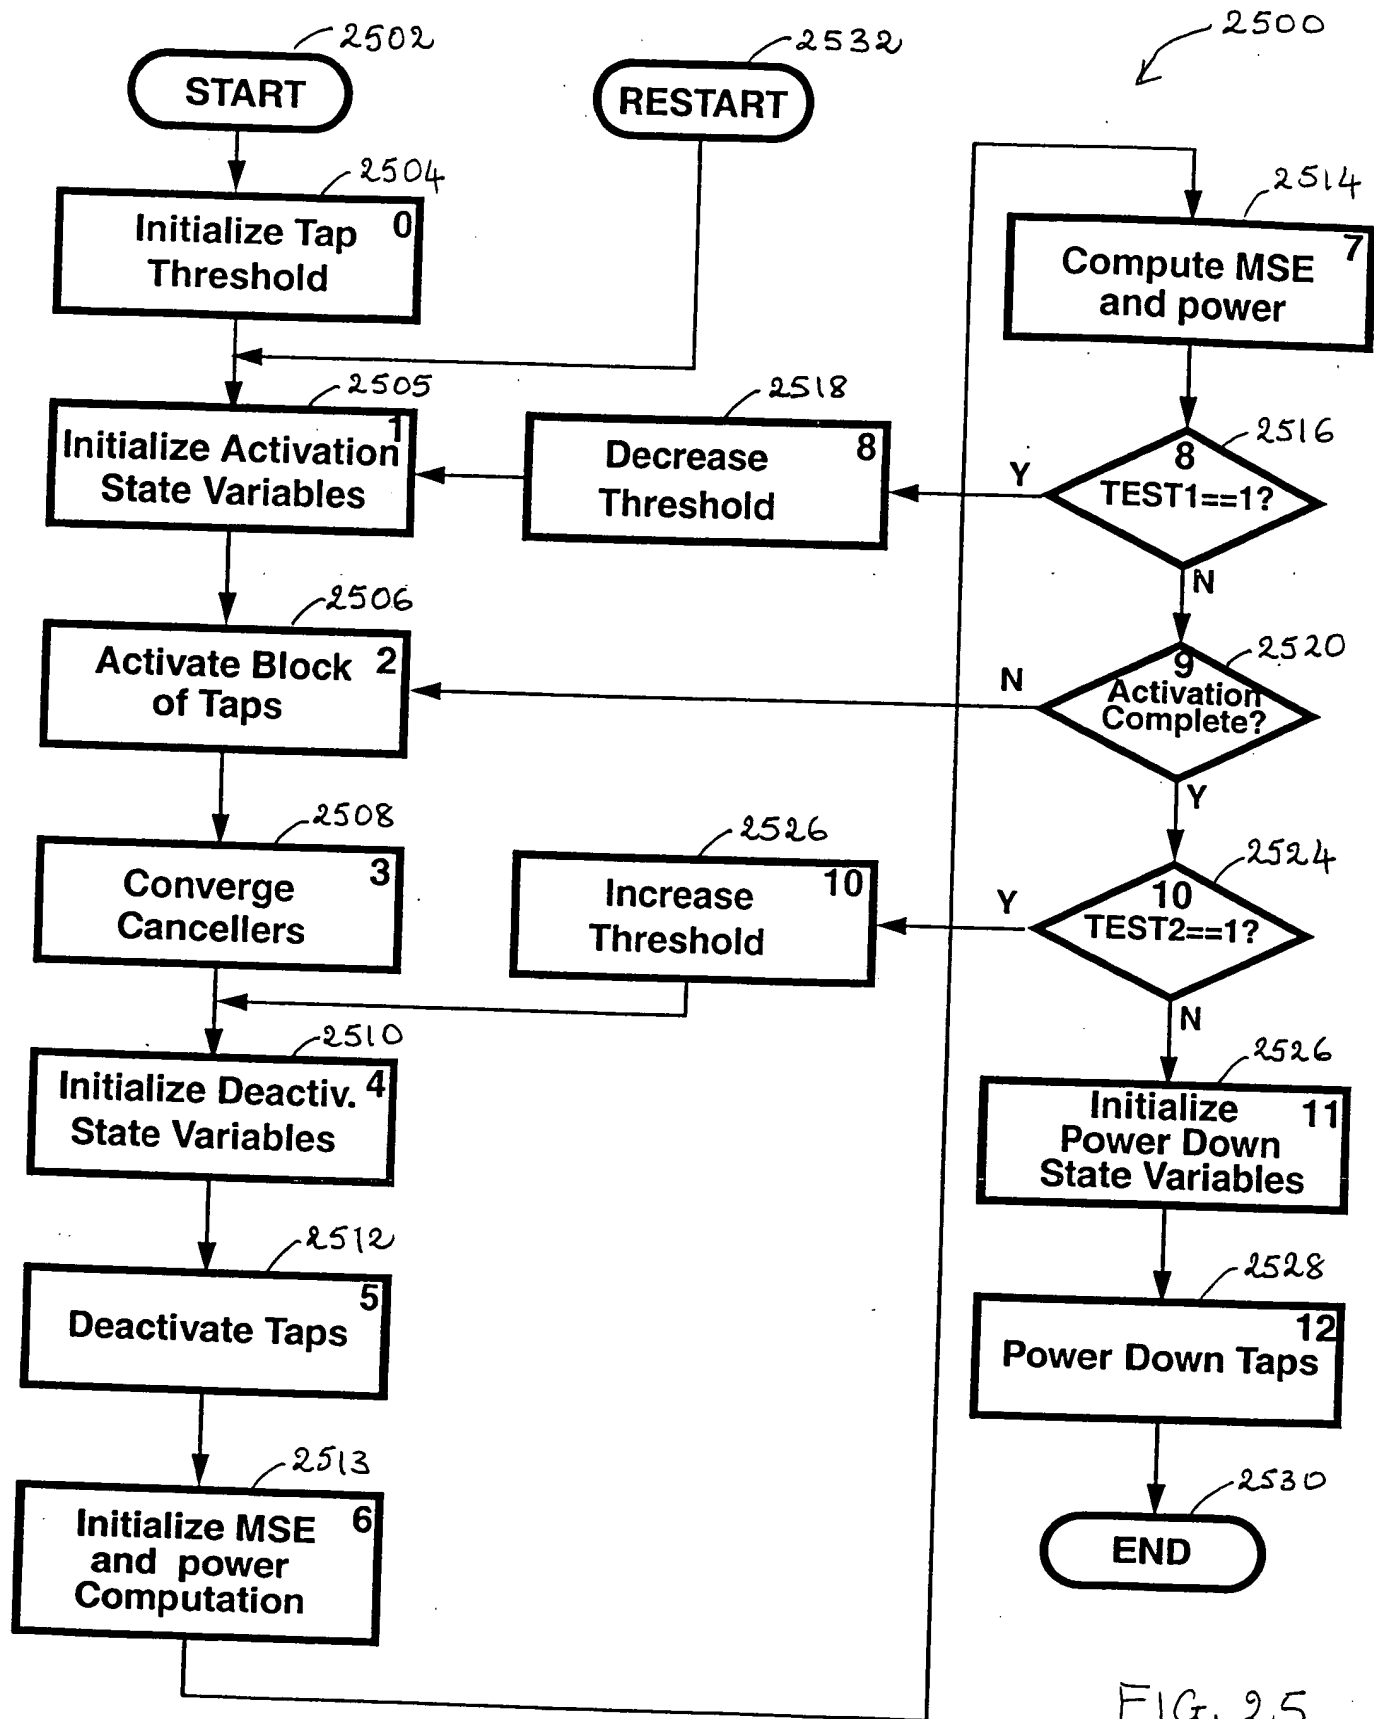 2500
2502
START
2532
RESTART
2504
0
Initialize Tap
Threshold
2505
1
Initialize Activation
State Variables
2518
8
Decrease
Threshold
2506
2
Activate Block
of Taps
2508
3
Converge
Cancellers
2526
10
Increase
Threshold
2510
4
Initialize Deactiv.
State Variables
2512
5
Deactivate Taps
2513
6
Initialize MSE
and power
Computation
2514
7
Compute MSE
and power
2516
8
TEST1==1?
Y
N
2520
9
Activation
Complete?
N
Y
2524
10
TEST2==1?
Y
N
2526
11
Initialize
Power Down
State Variables
2528
12
Power Down Taps
2530
END
FIG. 25